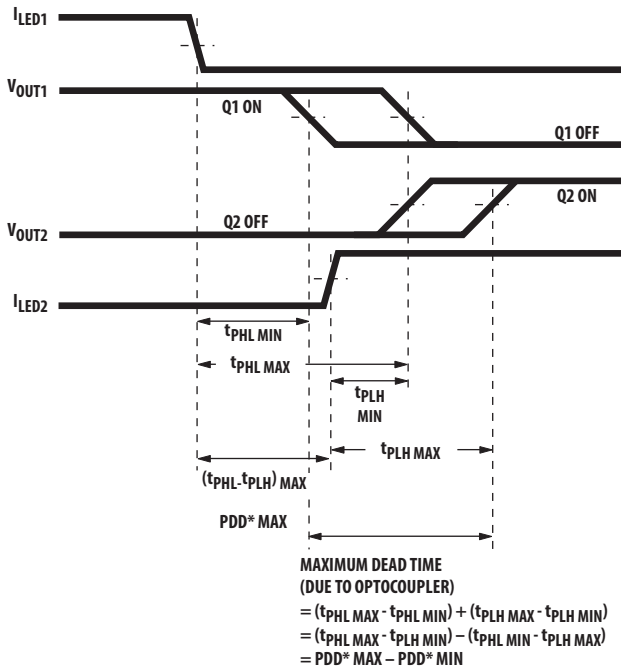 ILED1
VOUT1
Q1 ON
Q1 OFF
Q2 ON
Q2 OFF
VOUT2
ILED2
tPHL MIN
tPHL MAX
tPLH
MIN
tPLH MAX
(tPHL-tPLH) MAX
PDD* MAX
MAXIMUM DEAD TIME
(DUE TO OPTOCOUPLER)
= (tPHL MAX - tPHL MIN) + (tPLH MAX - tPLH MIN)
= (tPHL MAX - tPLH MIN) – (tPHL MIN - tPLH MAX)
= PDD* MAX – PDD* MIN